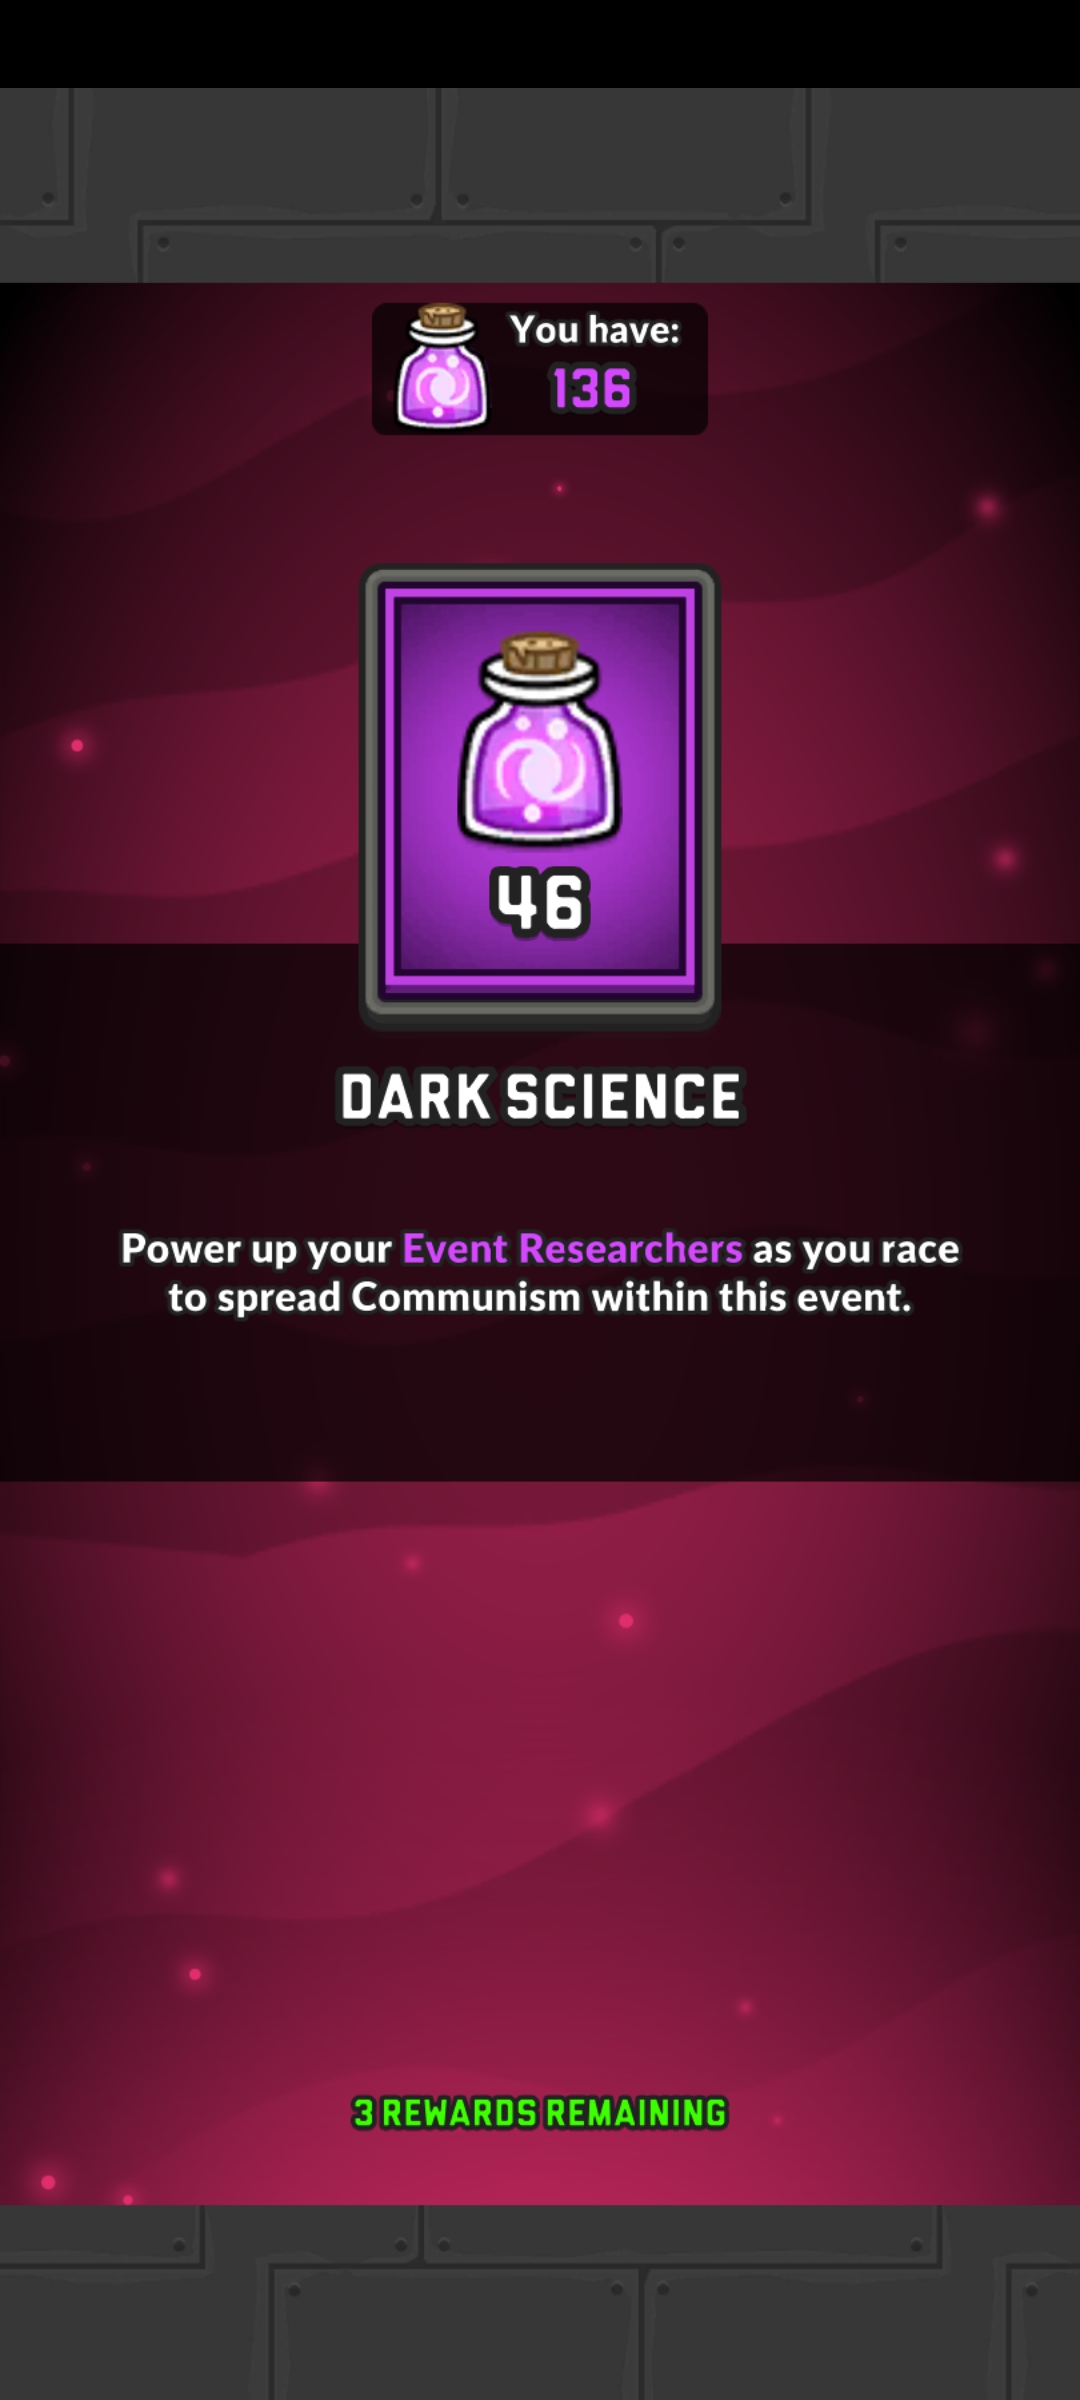 You have:
136
46
DARK SCIENCE
Power up your Event Researchers as you race
to spread Communism within this event.
3 REWARDS REMAINING